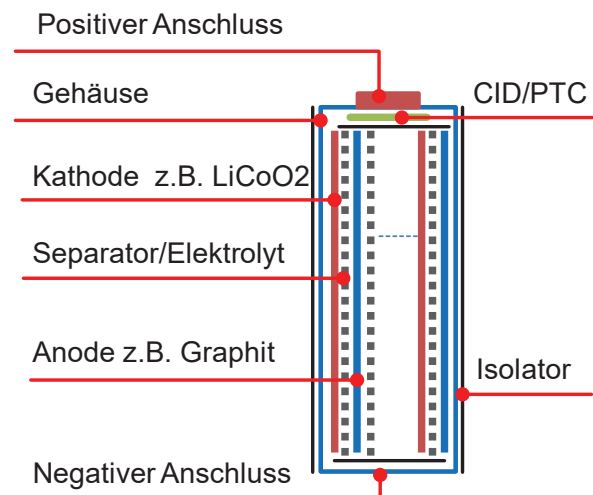 Positiver Anschluss
Gehäuse
CID/PTC
Kathode z.B. LiCoO2
Separator/Elektrolyt
Anode z.B. Graphit
Isolator
Negativer Anschluss